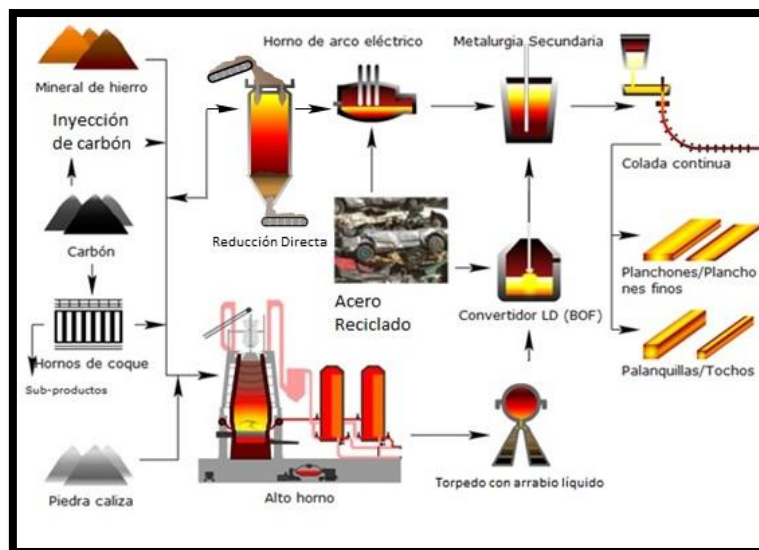 Horno de arco eléctrico
Metalurgia Secundaria
Mineral de hierro
Inyección
de carbón
Carbón
Reducción Directa
Colada continua
Acero
Reciclado
Convertidor LD (BOF)
Planchones/Plancho
nes finos
Hornos de coque
Sub-productos
Palanquillas/Tochos
Piedra caliza
Alto horno
Torpedo con arrabio líquido